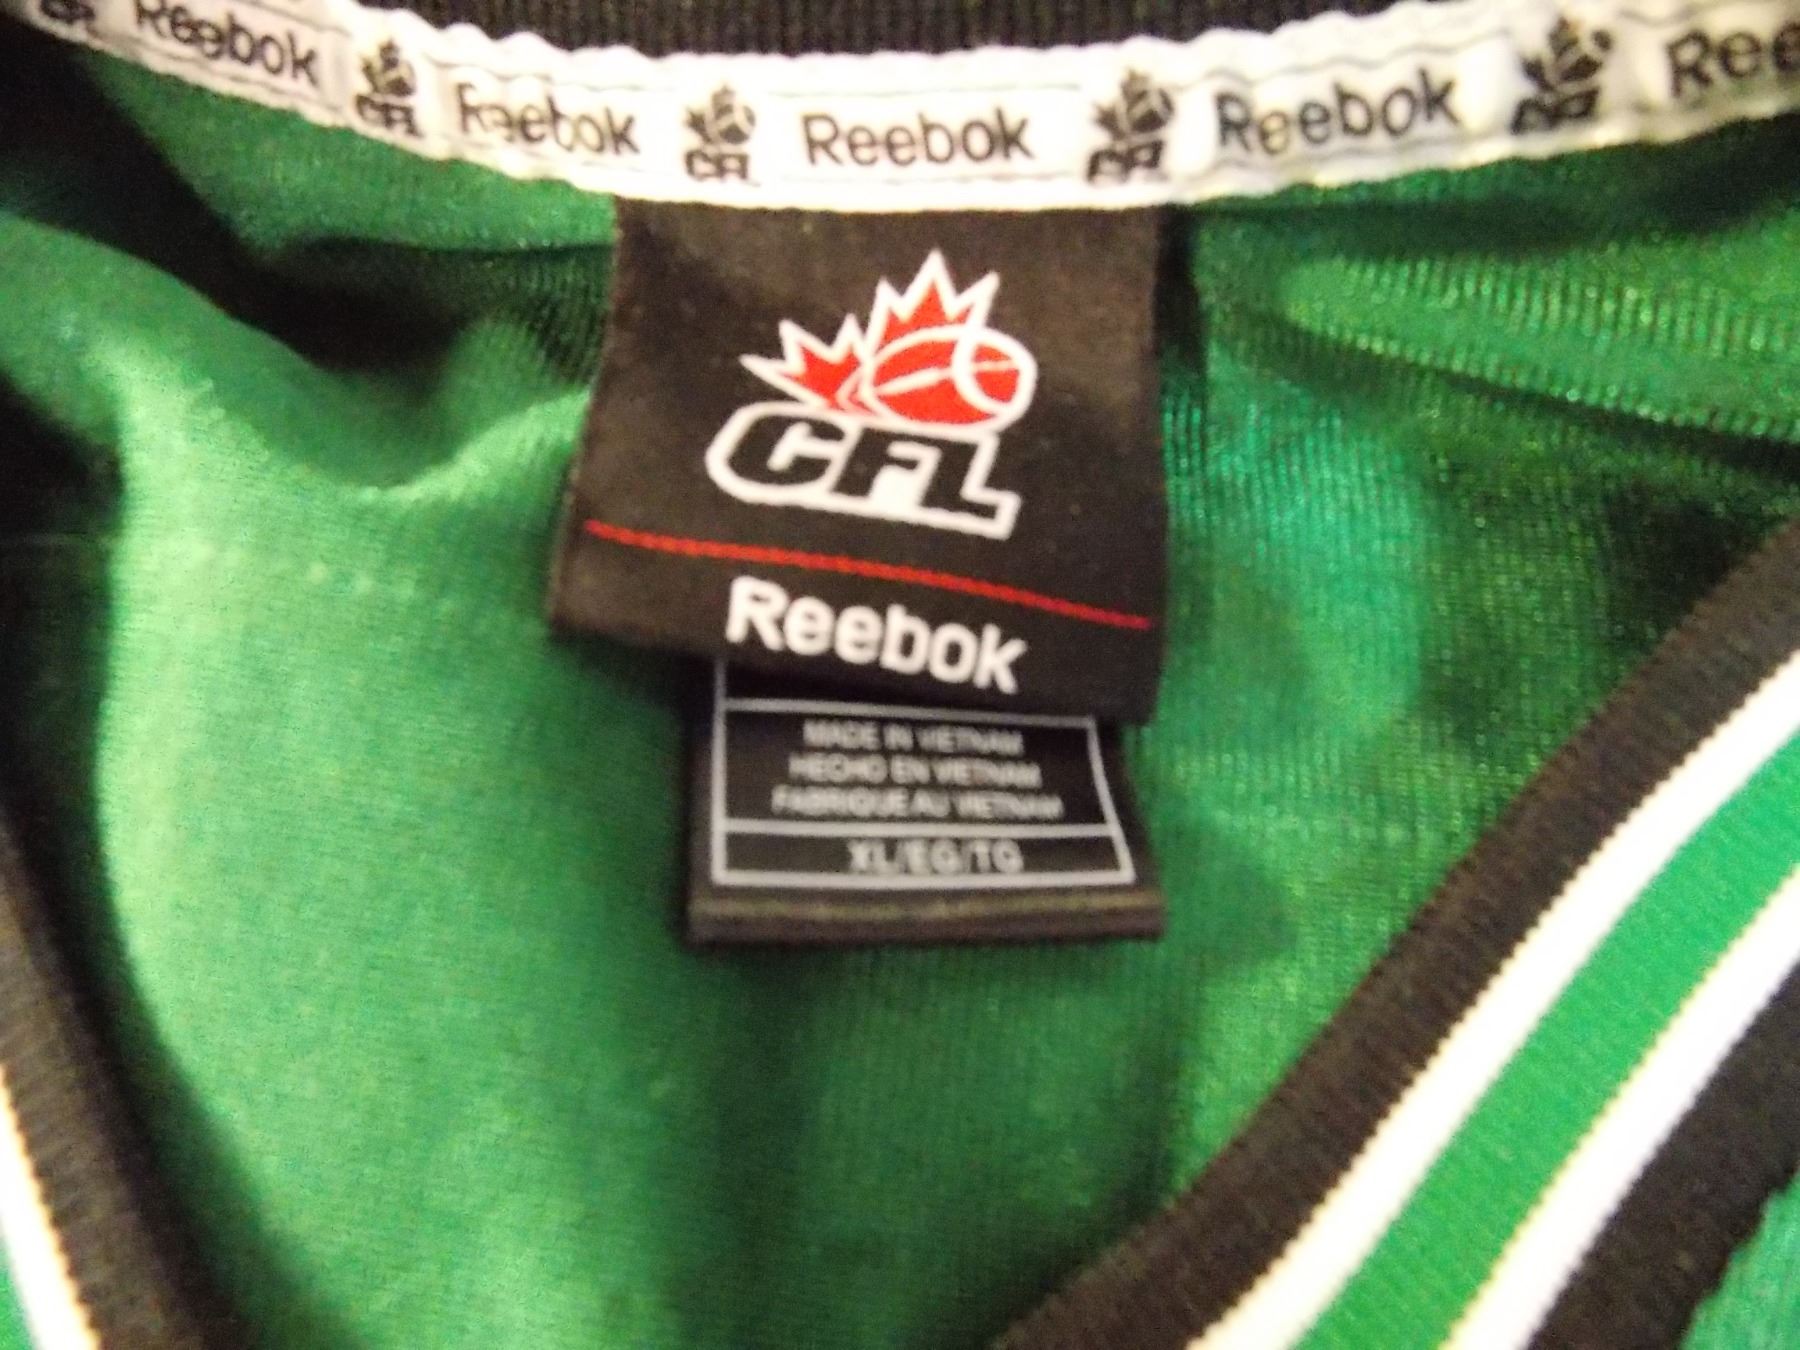 Reebok CFL Reebok CFL Reebok CFL Reebok CFL Ree
CFL
Reebok
MADE IN VIETNAM
HECHO EN VIETNAM
FABRIQUE AU VIETNAM
XL/EG/TG